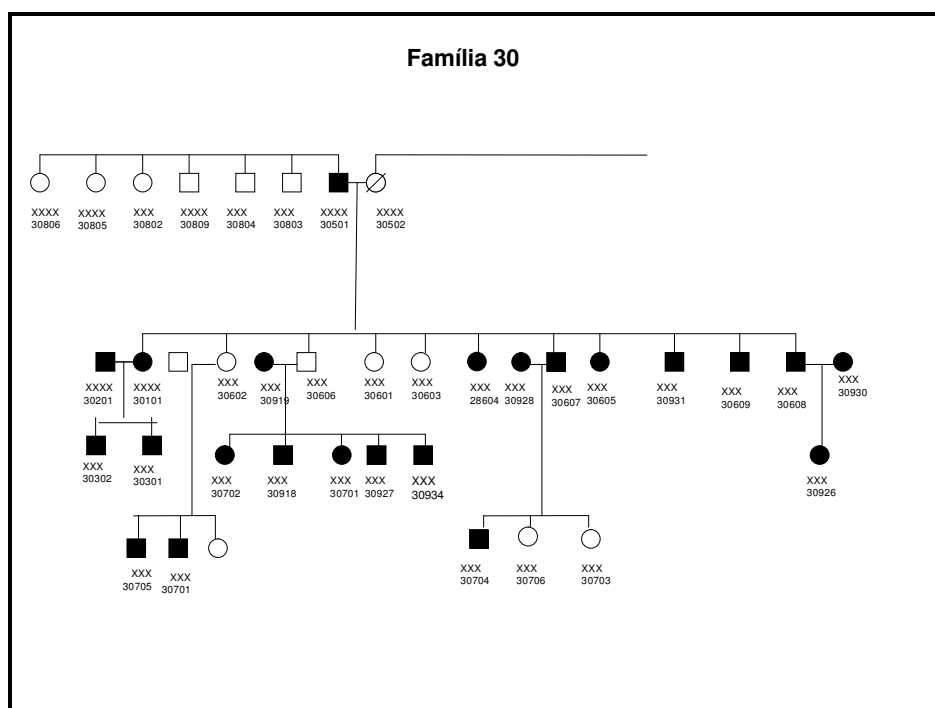 Família 30
XXXX XXXX XXX XXXX XXX XXX XXXX XXXX
30806 30805 30802 30809 30804 30803 30501 30502
XXXX XXXX XXX XXX XXX XXX XXX XXX XXX XXX XXX XXX XXX XXX XXX
30201 30101 30602 30919 30606 30601 30603 28604 30928 30607 30605 30931 30609 30608 30930
XXX XXX XXX XXX XXX XXX XXX XXX
30302 30301 30702 30918 30701 30927 30934 30926
XXX XXX XXX XXX XXX
30705 30701 30704 30706 30703